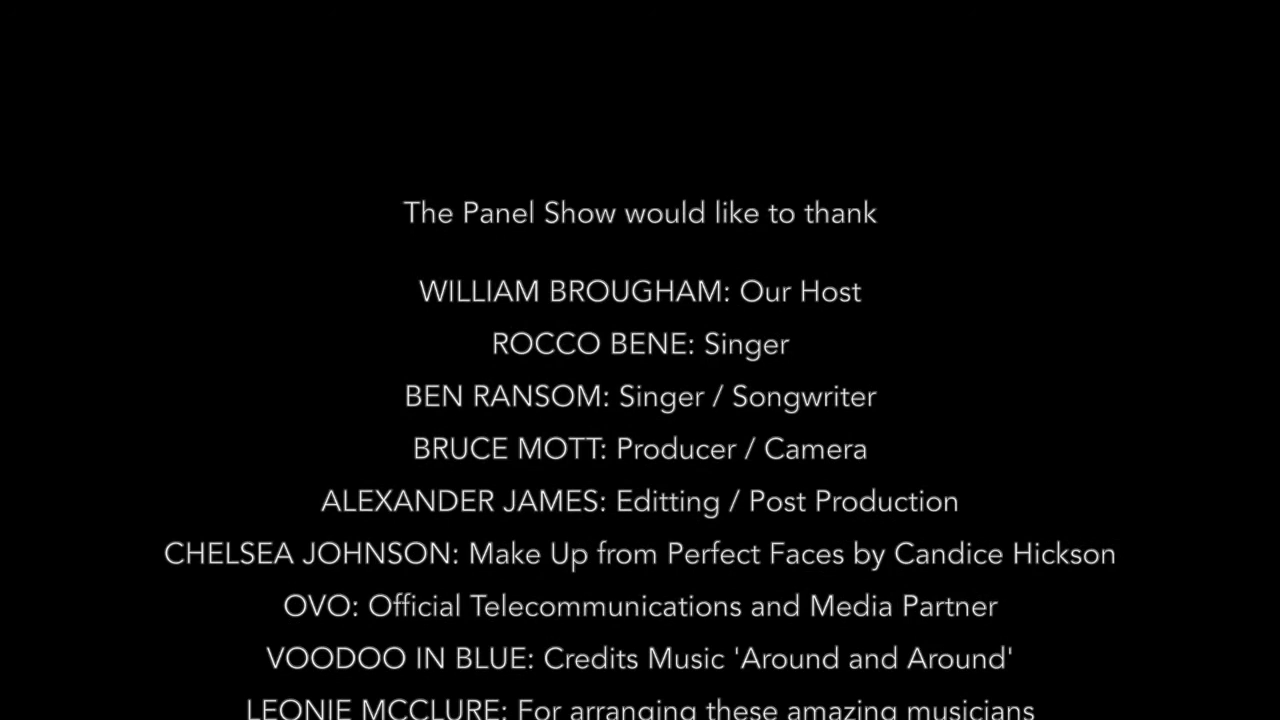 The Panel Show would like to thank
WILLIAM BROUGHAM: Our Host
ROCCO BENE: Singer
BEN RANSOM: Singer / Songwriter
BRUCE MOTT: Producer / Camera
ALEXANDER JAMES: Editting / Post Production
CHELSEA JOHNSON: Make Up from Perfect Faces by Candice Hickson
OVO: Official Telecommunications and Media Partner
VOODOO IN BLUE: Credits Music 'Around and Around'
LEONIE MCCLURE: For arranging these amazing musicians